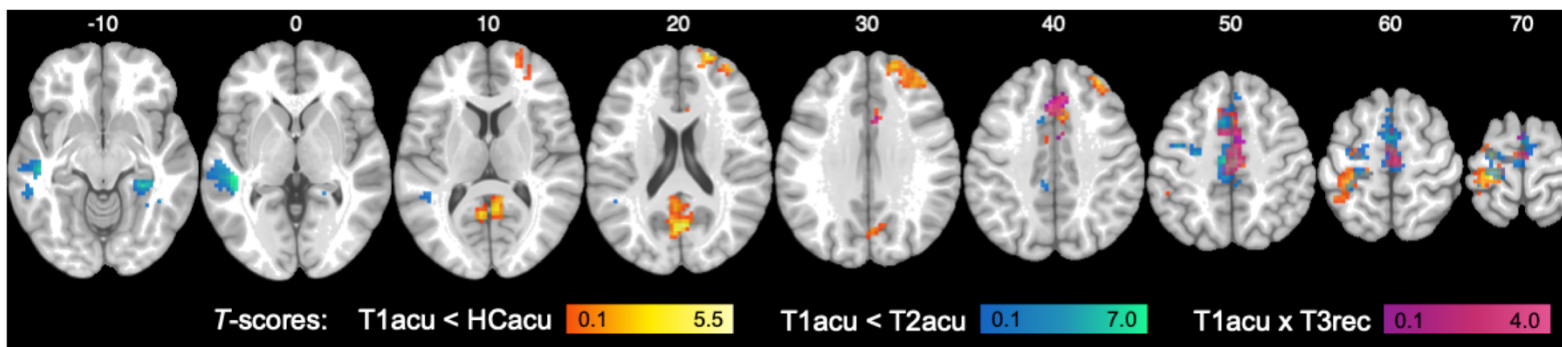 -10 0 10 20 30 40 50 60 70
T-scores: T1acu < HCacu 0.1 5.5 T1acu < T2acu 0.1 7.0 T1acu x T3rec 0.1 4.0